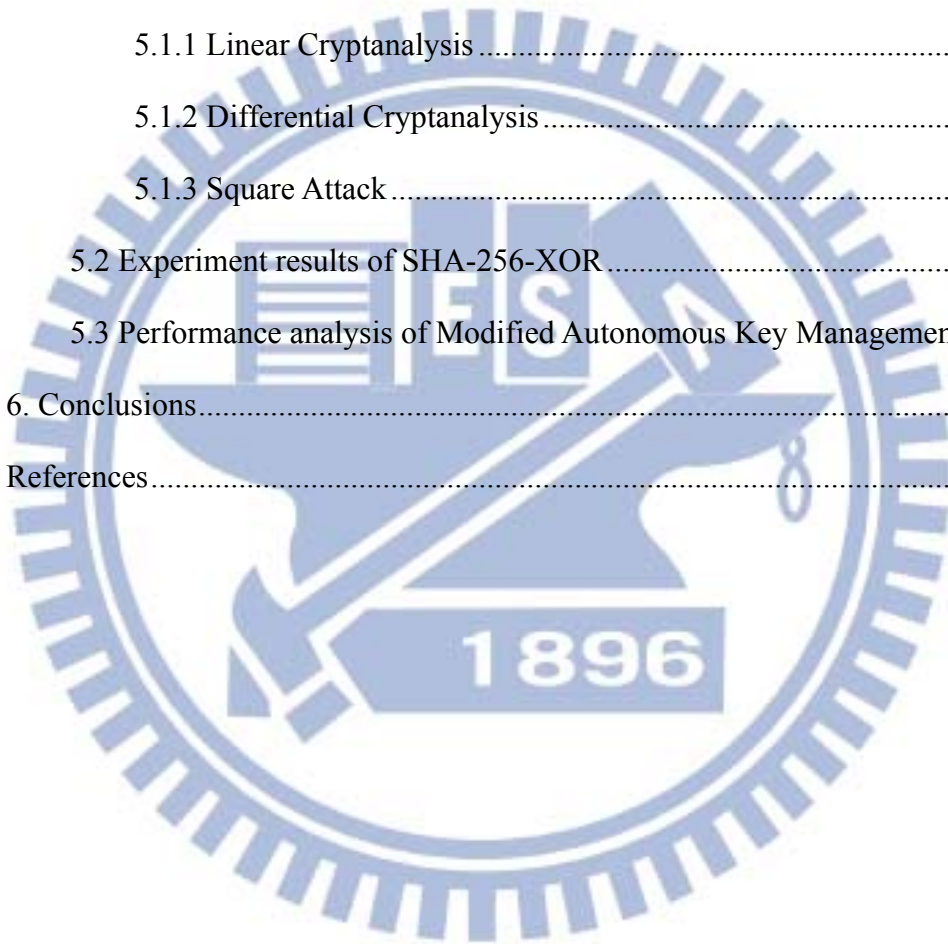 5.1.1 Linear Cryptanalysis................................................
5.1.2 Differential Cryptanalysis................................................
5.1.3 Square Attack................................................
5.2 Experiment results of SHA-256-XOR................................................
E S A
5.3 Performance analysis of Modified Autonomous Key Managemen
6. Conclusions................................................
References................................................
1896